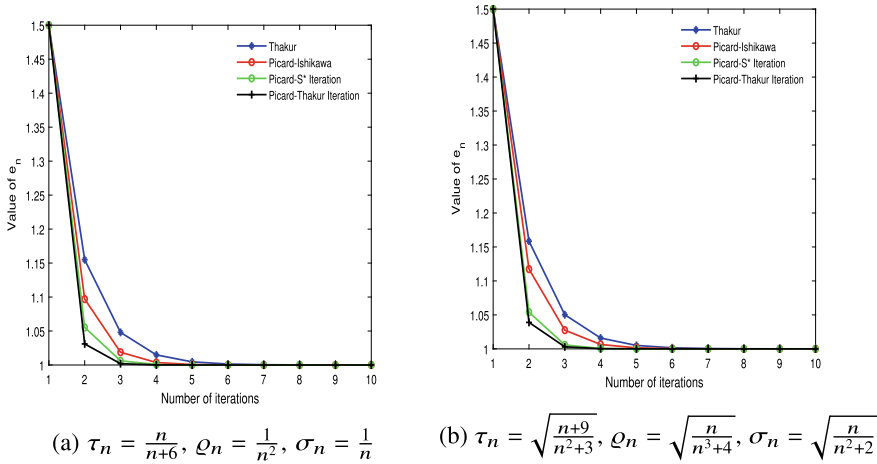 1.5
1.45
1.4
1.35
1.3
1.25
1.2
1.15
1.1
1.05
1
Value of e_n
1 2 3 4 5 6 7 8 9 10
Number of iterations
Thakur
Picard-Ishikawa
Picard-S* Iteration
Picard-Thakur Iteration
(a) τ_n = n/(n+6), ϱ_n = 1/n², σ_n = 1/n
1.5
1.45
1.4
1.35
1.3
1.25
1.2
1.15
1.1
1.05
1
Value of e_n
1 2 3 4 5 6 7 8 9 10
Number of iterations
Thakur
Picard-Ishikawa
Picard-S* Iteration
Picard-Thakur Iteration
(b) τ_n = √((n+9)/(n²+3)), ϱ_n = √(n/(n³+4)), σ_n = √(n/(n²+2))